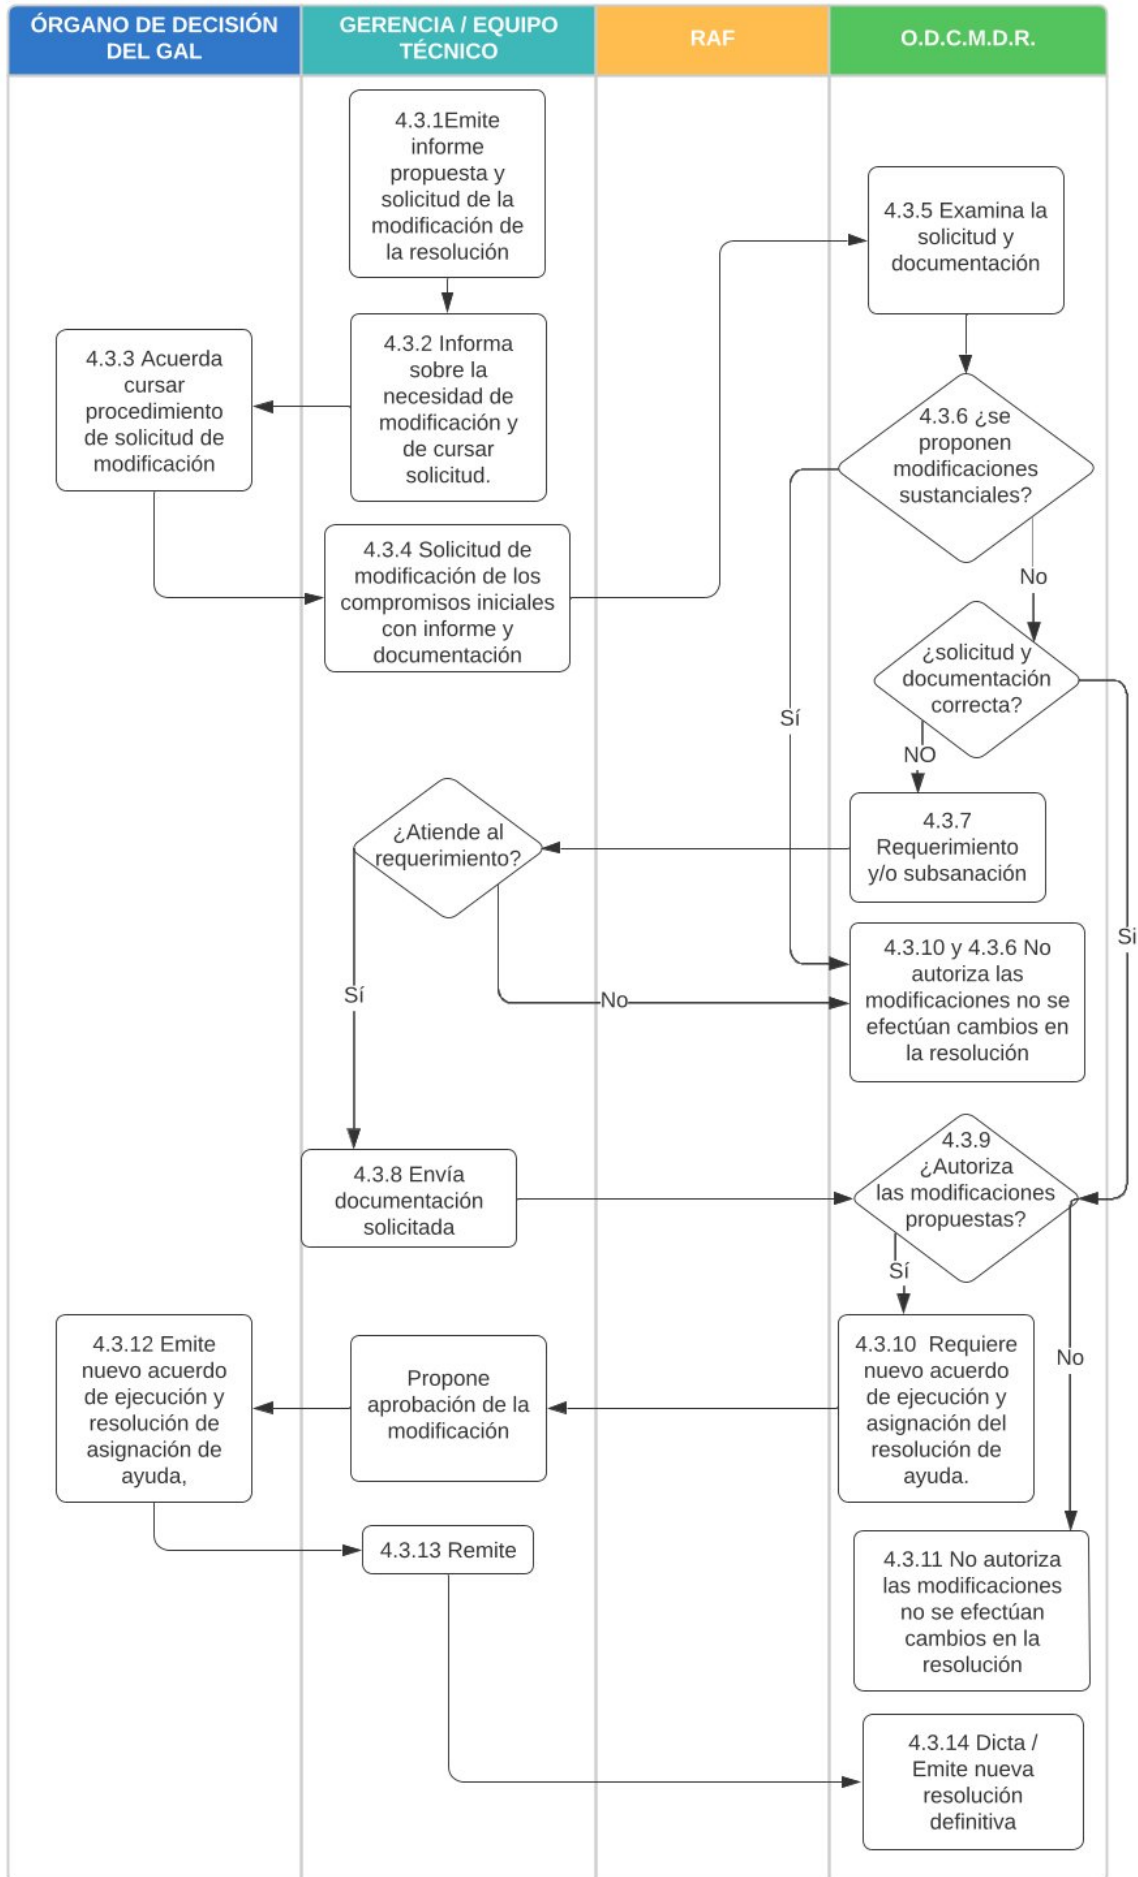 ÓRGANO DE DECISIÓN
DEL GAL
GERENCIA / EQUIPO
TÉCNICO
RAF
O.D.C.M.D.R.
4.3.1Emite
informe
propuesta y
solicitud de la
modificación de
la resolución
4.3.5 Examina la
solicitud y
documentación
4.3.2 Informa
sobre la
necesidad de
modificación y
de cursar
solicitud.
4.3.3 Acuerda
cursar
procedimiento
de solicitud de
modificación
4.3.6 ¿se
proponen
modificaciones
sustanciales?
4.3.4 Solicitud de
modificación de los
compromisos iniciales
con informe y
documentación
No
¿solicitud y
documentación
correcta?
Sí
NO
4.3.7
Requerimiento
y/o subsanación
¿Atiende al
requerimiento?
Si
4.3.10 y 4.3.6 No
autoriza las
modificaciones no se
efectúan cambios en
la resolución
Sí
No
4.3.9
¿Autoriza
las modificaciones
propuestas?
4.3.8 Envía
documentación
solicitada
Sí
4.3.12 Emite
nuevo acuerdo
de ejecución y
resolución de
asignación de
ayuda,
Propone
aprobación de la
modificación
4.3.10 Requiere
nuevo acuerdo
de ejecución y
asignación del
resolución de
ayuda.
No
4.3.13 Remite
4.3.11 No autoriza
las modificaciones
no se efectúan
cambios en la
resolución
4.3.14 Dicta /
Emite nueva
resolución
definitiva